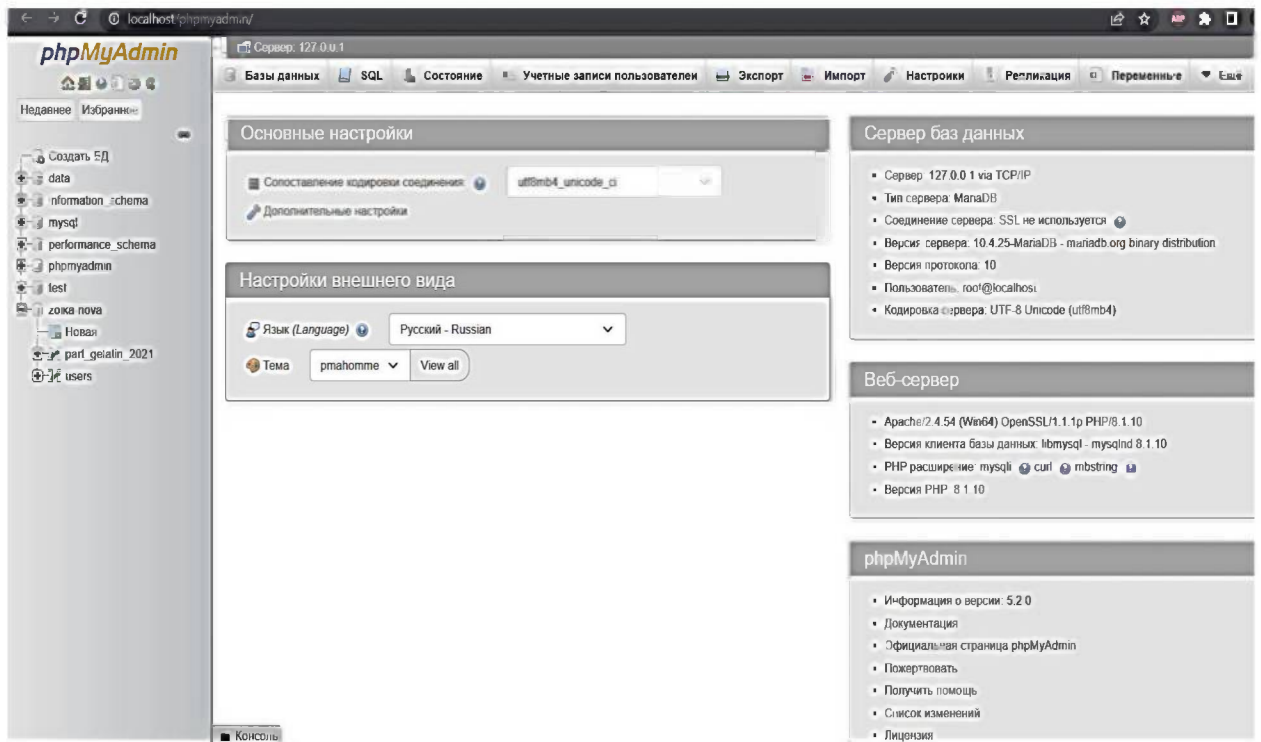 localhost/phpmyadmin/
phpMyAdmin
Недавнее Избранное
Создать БД
data
nformation_schema
mysql
performance_schema
phpmyadmin
test
zoika nova
Новая
part_gelatin_2021
users
Сервер: 127.0.0.1
Базы данных SQL Состояние Учетные записи пользователей Экспорт Импорт Настройки Репликация Переменные Ещё
Основные настройки
Сопоставление кодировки соединения: utf8mb4_unicode_ci
Дополнительные настройки
Настройки внешнего вида
Язык (Language) Русский - Russian
Тема pmahomme View all
Консоль
Сервер баз данных
Сервер: 127.0.0.1 via TCP/IP
Тип сервера: MariaDB
Соединение сервера: SSL не используется
Версия сервера: 10.4.25-MariaDB - mariadb.org binary distribution
Версия протокола: 10
Пользователь: root@localhost
Кодировка сервера: UTF-8 Unicode (utf8mb4)
Веб-сервер
Apache/2.4.54 (Win64) OpenSSL/1.1.1p PHP/8.1.10
Версия клиента базы данных: libmysql - mysqlnd 8.1.10
PHP расширение: mysqli curl mbstring
Версия PHP: 8.1.10
phpMyAdmin
Информация о версии: 5.2.0
Документация
Официальная страница phpMyAdmin
Пожертвовать
Получить помощь
Список изменений
Лицензия